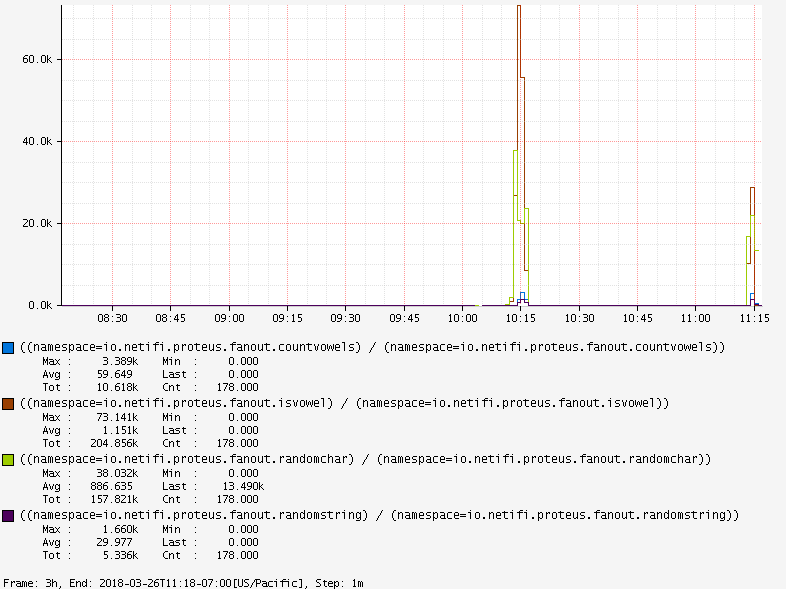 60.0k
40.0k
20.0k
0.0k
08:30 08:45 09:00 09:15 09:30 09:45 10:00 10:15 10:30 10:45 11:00 11:15
((namespace=io.netifi.proteus.fanout.countvowels) / (namespace=io.netifi.proteus.fanout.countvowels))
Max : 3.389k Min : 0.000
Avg : 59.649 Last : 0.000
Tot : 10.618k Cnt : 178.000
((namespace=io.netifi.proteus.fanout.isvowel) / (namespace=io.netifi.proteus.fanout.isvowel))
Max : 73.141k Min : 0.000
Avg : 1.151k Last : 0.000
Tot : 204.856k Cnt : 178.000
((namespace=io.netifi.proteus.fanout.randomchar) / (namespace=io.netifi.proteus.fanout.randomchar))
Max : 38.032k Min : 0.000
Avg : 886.635 Last : 13.490k
Tot : 157.821k Cnt : 178.000
((namespace=io.netifi.proteus.fanout.randomstring) / (namespace=io.netifi.proteus.fanout.randomstring))
Max : 1.660k Min : 0.000
Avg : 29.977 Last : 0.000
Tot : 5.336k Cnt : 178.000
Frame: 3h, End: 2018-03-26T11:18-07:00[US/Pacific], Step: 1m